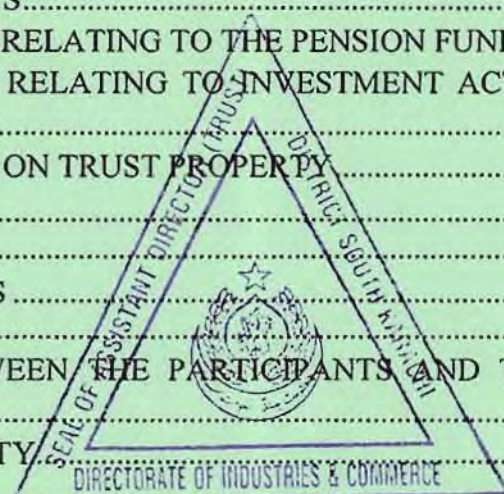 S
RELATING TO THE PENSION FUN
RELATING TO INVESTMENT ACT
ON TRUST PROPERTY
S
WEEN THE PARTICIPANTS AND T
TY
SEAL OF ASSISTANT DIRECTOR (TRUST)
DISTRICT SOUTH KARACHI
DIRECTORATE OF INDUSTRIES & COMMERCE